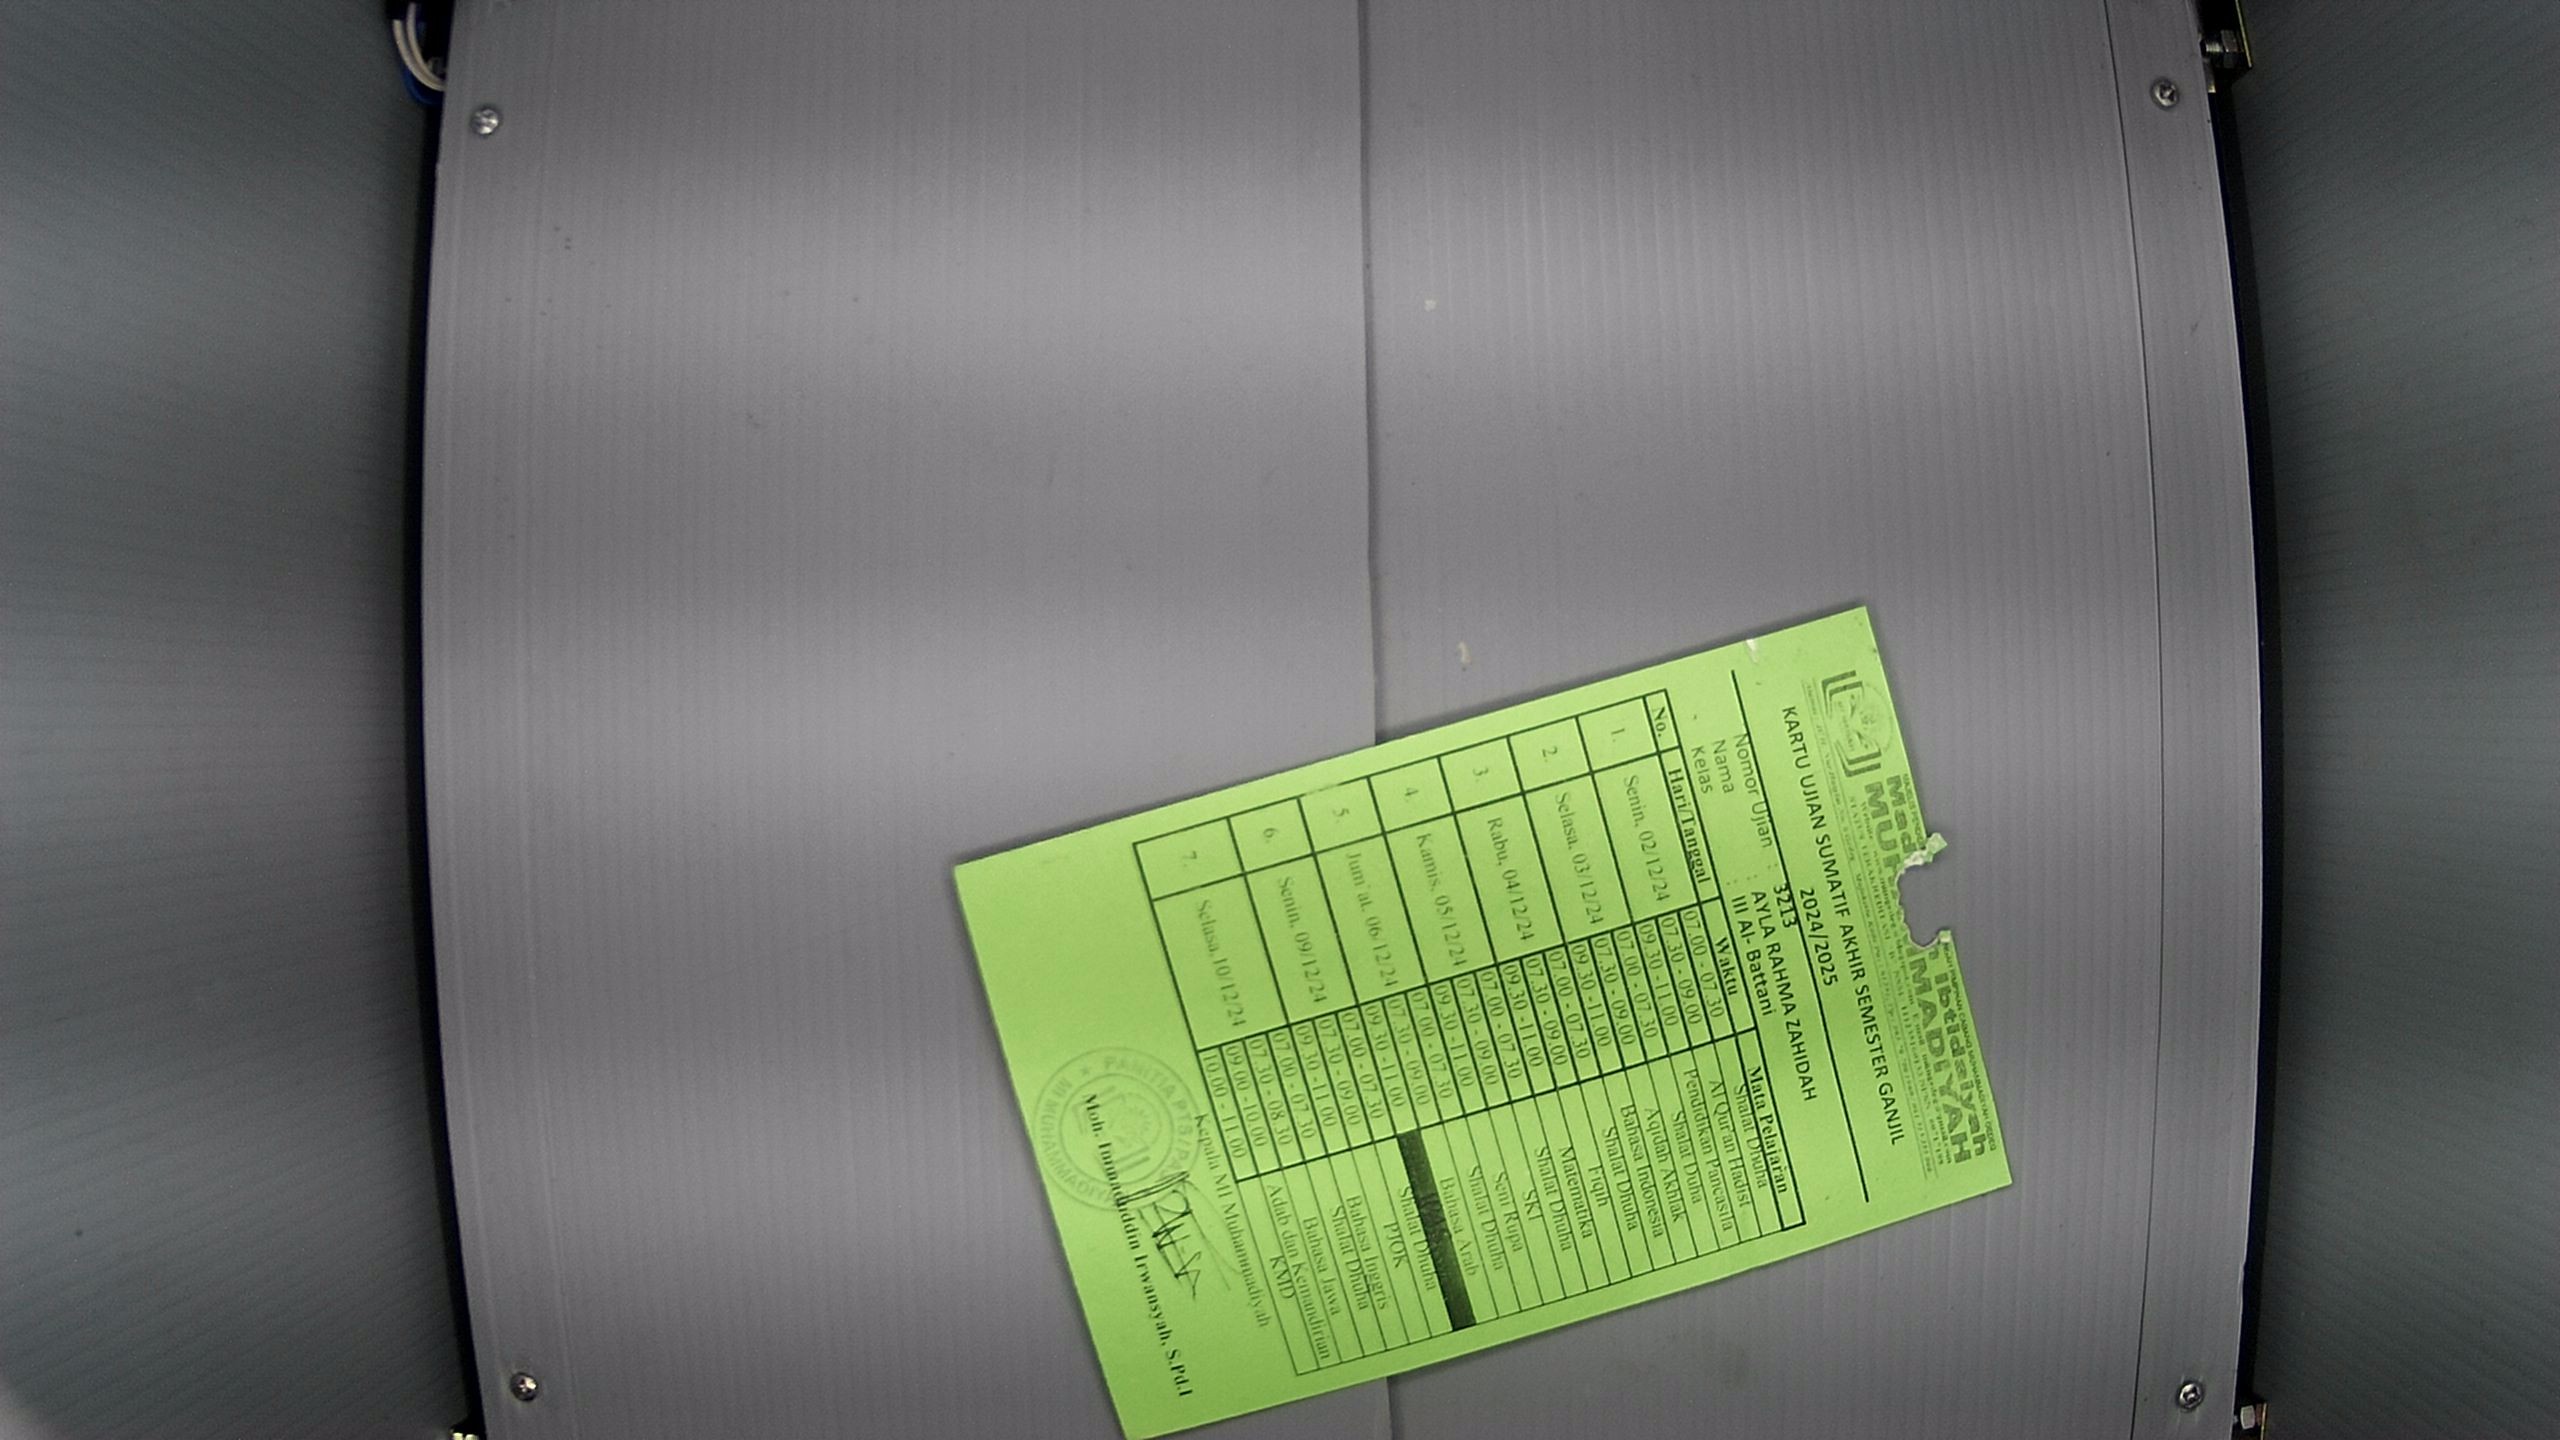 Madrasah Ibtidaiyah
MUHAMMADIYAH
KARTU UJIAN SUMATIF AKHIR SEMESTER GANJIL
2024/2025
Nomor Ujian : 3213
Nama : AYLA RAHMA ZAHIDAH
Kelas : III Al- Battani
No. Hari/Tanggal Waktu Mata Pelajaran
1. Senin, 02/12/24 07.00 - 07.30 Shalat Dhuha
07.30 - 09.00 Al Qur'an Hadist
09.30 -11.00 Pendidikan Pancasila
2. Selasa, 03/12/24 07.00 - 07.30 Shalat Duha
07.30 - 09.00 Aqidah Akhlak
09.30 -11.00 Bahasa Indonesia
3. Rabu, 04/12/24 07.00 - 07.30 Shalat Dhuha
07.30 - 09.00 Fiqih
09.30 -11.00 Matematika
4. Kamis, 05/12/24 07.00 - 07.30 Shalat Dhuha
07.30 - 09.00 SKI
09.30 -11.00 Seni Rupa
5. Jum'at, 06/12/24 07.00 - 07.30 Shalat Dhuha
07.30 - 09.00 Bahasa Arab
09.30 -11.00
6. Senin, 09/12/24 07.00 - 07.30 Shalat Dhuha
07.30 - 09.00 PJOK
09.30 -11.00 Bahasa Inggris
7. Selasa, 10/12/24 07.00 - 07.30 Shalat Dhuha
07.30 - 08.30 Bahasa Jawa
09.00 -10.00 Adab dan Kemandirian
10.00 - 11.00 KMD
Kepala MI Muhammadiyah
PANITIA PTS/PAS
MI MUHAMMADIYAH
Moh. Immaduddin Irwansyah, S.Pd.I